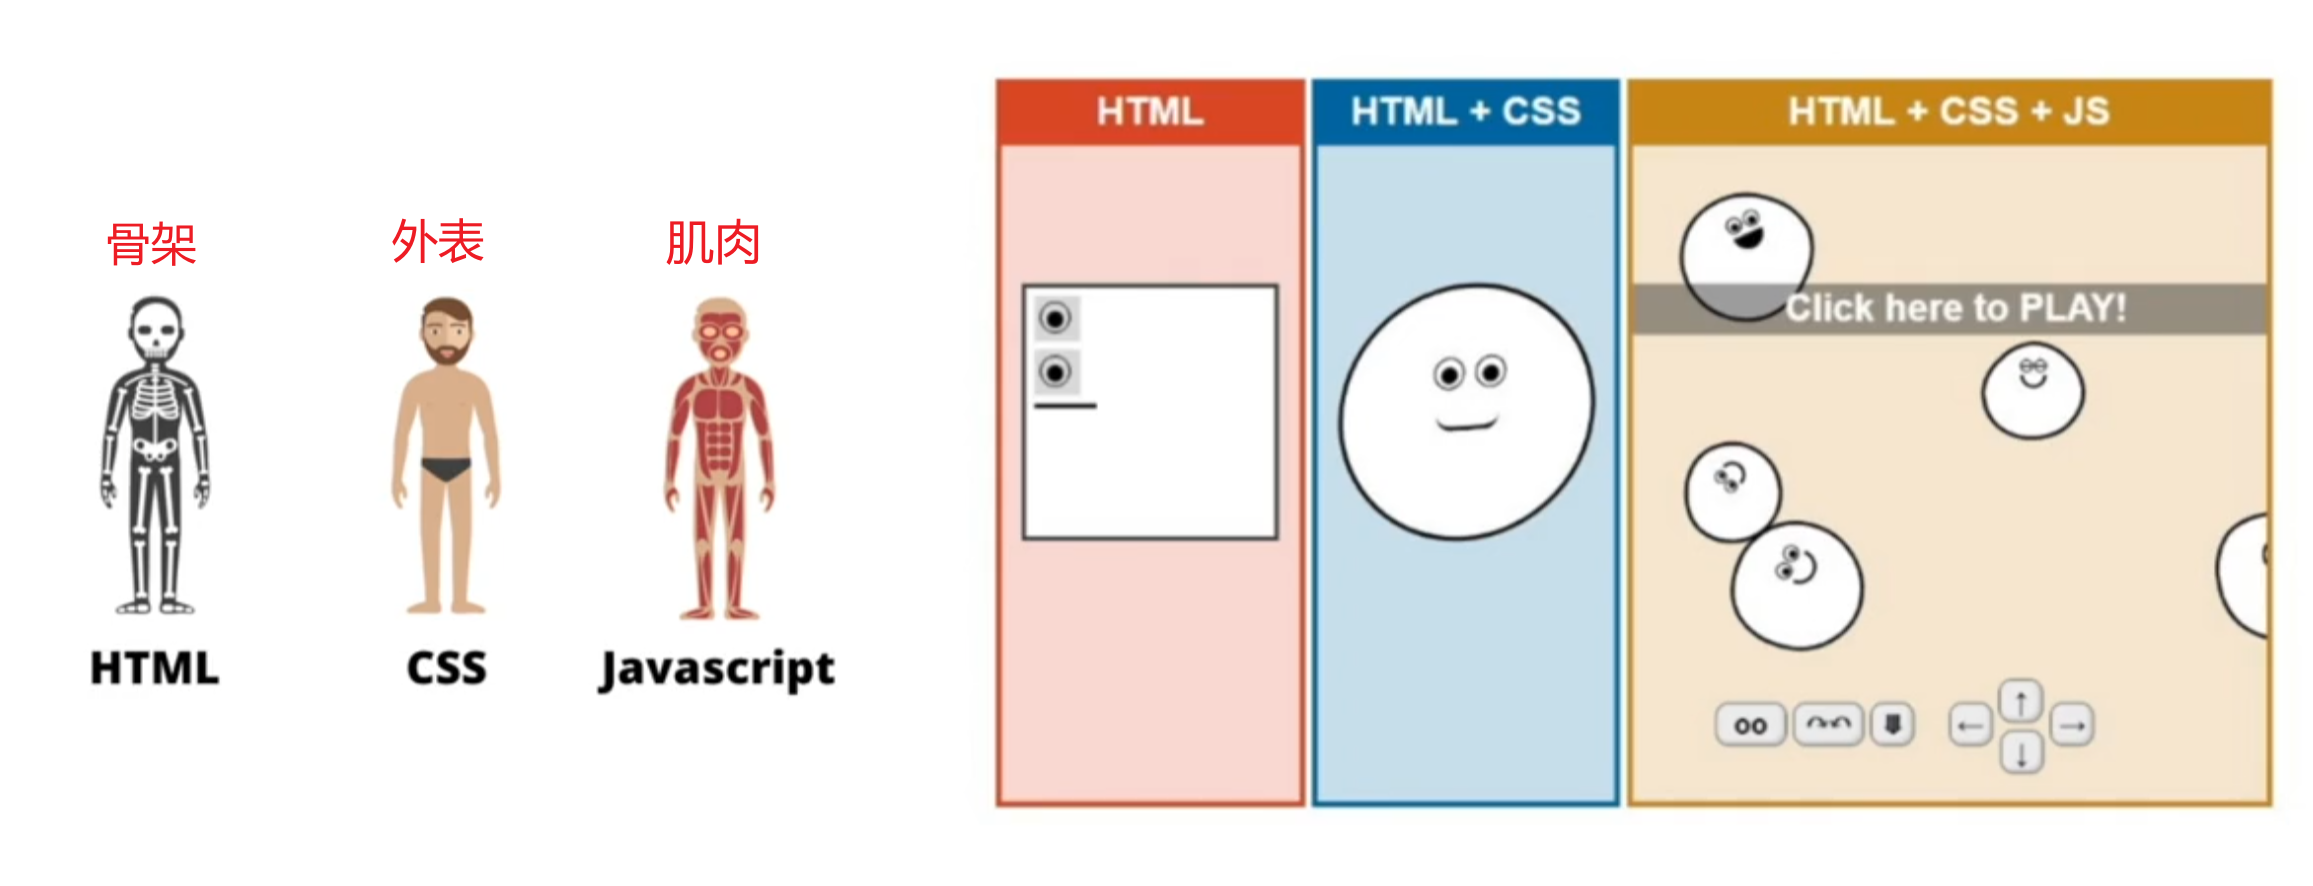 骨架
外表
肌肉
HTML
CSS
Javascript
HTML
HTML + CSS
HTML + CSS + JS
Click here to PLAY!